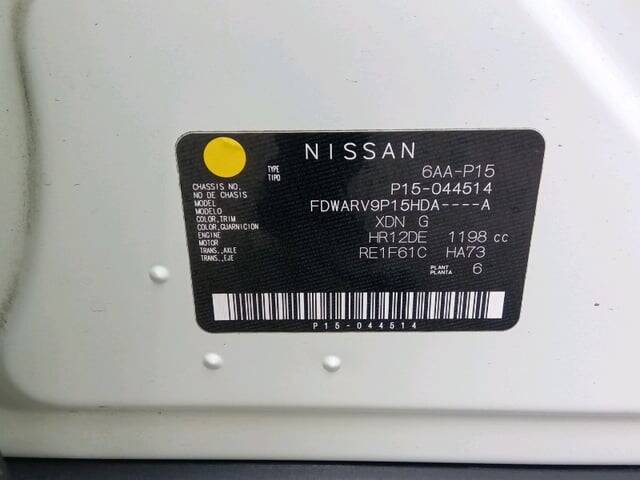 NISSAN
TYPE
TIPO
6AA-P15
CHASSIS NO.
NO DE CHASIS
P15-044514
MODEL
MODELO
FDWARV9P15HDA----A
COLOR, TRIM
COLOR, GUARNICION
XDN G
ENGINE
MOTOR
HR12DE 1198 cc
TRANS., AXLE
TRANS., EJE
RE1F61C HA73
PLANT
PLANTA
6
P15-044514